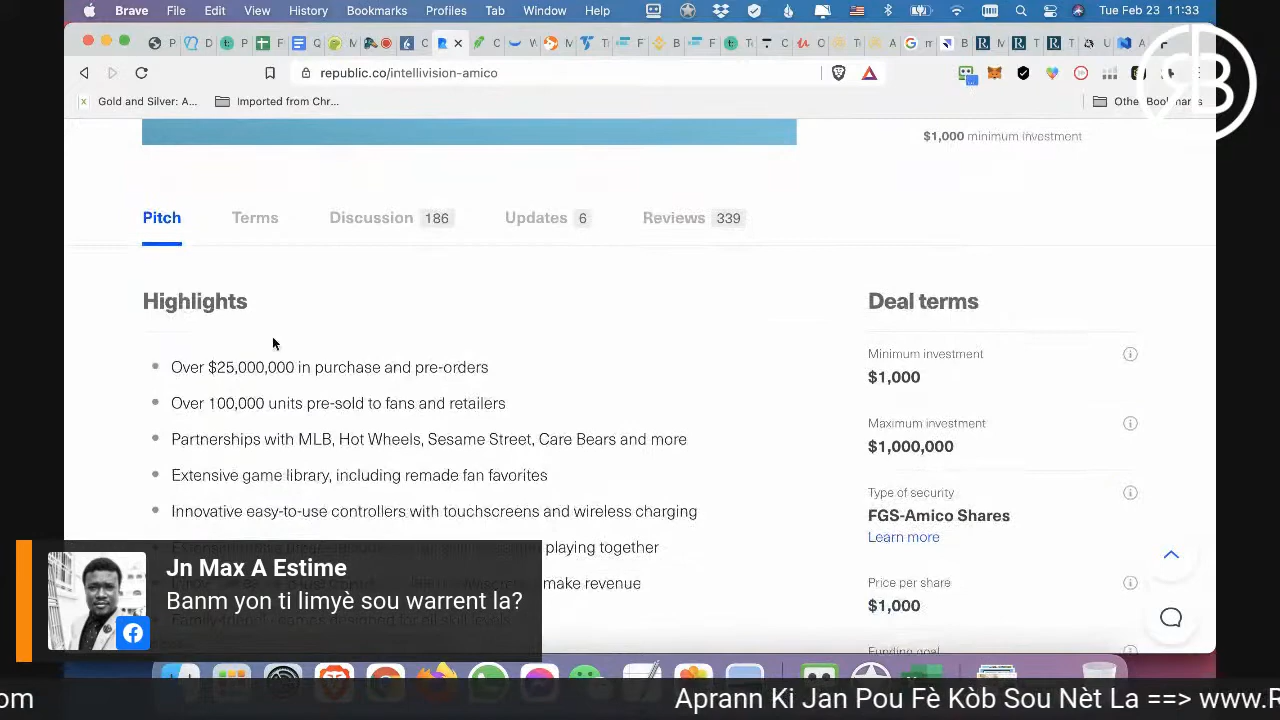 Brave File Edit View History Bookmarks Profiles Tab Window Help Tue Feb 23 11:33
republic.co/intellivision-amico
Gold and Silver: A... Imported from Chr...
$1,000 minimum investment
Pitch Terms Discussion 186 Updates 6 Reviews 339
Highlights
Over $25,000,000 in purchase and pre-orders
Over 100,000 units pre-sold to fans and retailers
Partnerships with MLB, Hot Wheels, Sesame Street, Care Bears and more
Extensive game library, including remade fan favorites
Innovative easy-to-use controllers with touchscreens and wireless charging
playing together
make revenue
Deal terms
Minimum investment
$1,000
Maximum investment
$1,000,000
Type of security
FGS-Amico Shares
Learn more
Price per share
$1,000
Funding goal
Jn Max A Estime
Banm yon ti limyè sou warrent la?
om Aprann Ki Jan Pou Fè Kòb Sou Nèt La ==> www.R